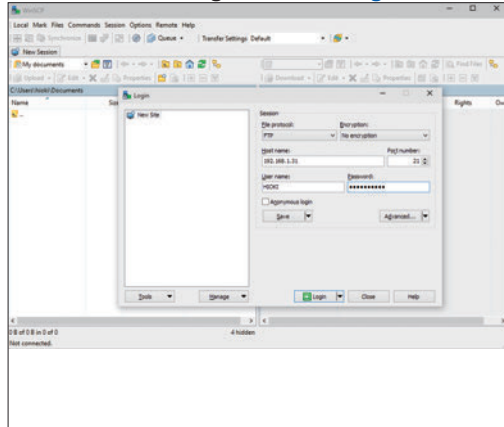 WinSCP
Local Mark Files Commands Session Options Remote Help
Synchronize Queue Transfer Settings Default
New Session
My documents Find Files
Upload Edit Properties Download Edit Properties
C:\Users\hioki\Documents
Name Size Rights Ow
Login
New Site
Session
File protocol: Encryption:
FTP No encryption
Host name: Port number:
192.168.1.31 21
User name: Password:
HIOKI
Anonymous login
Save Advanced...
Tools Manage Login Close Help
0 B of 0 B in 0 of 0 4 hidden
Not connected.